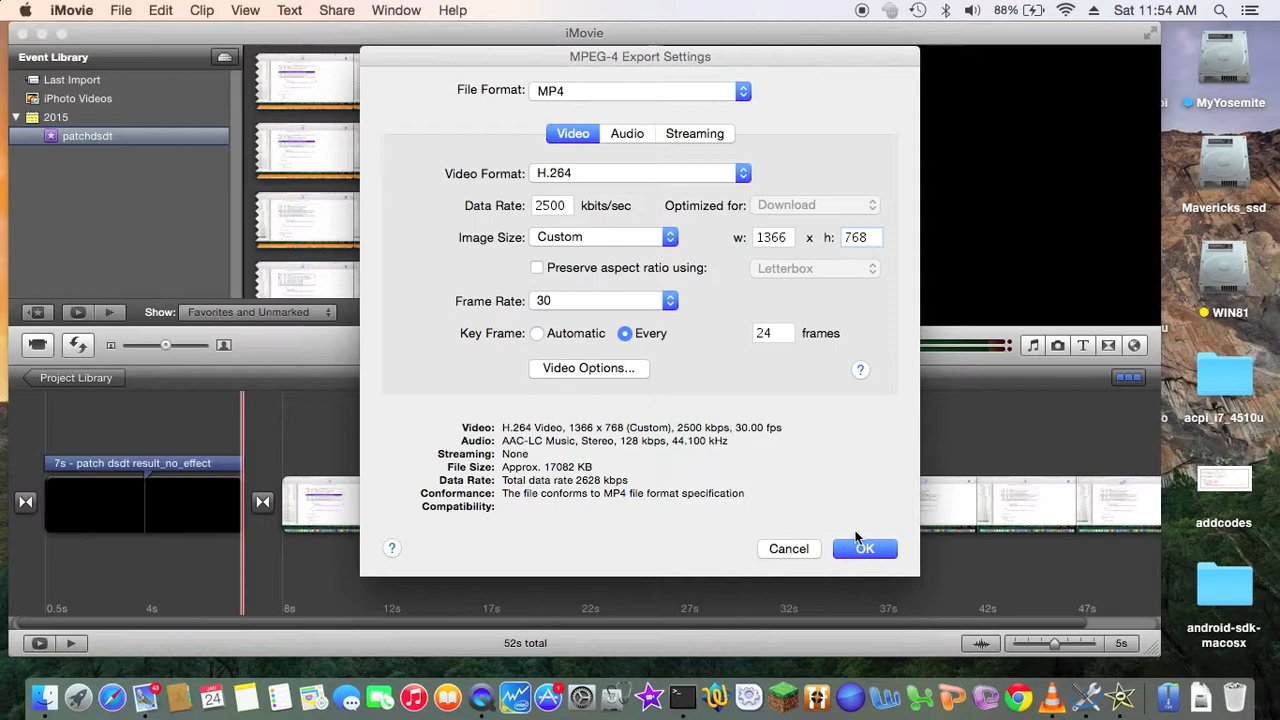 iMovie File Edit Clip View Text Share Window Help 88% Sat 11:54 AM
iMovie
Event Library
Last Import
iPhoto Videos
2015
patchdsdt
Show: Favorites and Unmarked
Project Library
7s - patch dsdt result_no_effect
0.5s 4s 8s 12s 17s 22s 27s 32s 37s 42s 47s
52s total
5s
MPEG-4 Export Settings
File Format: MP4
Video Audio Streaming
Video Format: H.264
Data Rate: 2500 kbits/sec Optimized for: Download
Image Size: Custom w: 1366 x h: 768
Preserve aspect ratio using: Letterbox
Frame Rate: 30
Key Frame: Automatic Every 24 frames
Video Options...
?
Video: H.264 Video, 1366 x 768 (Custom), 2500 kbps, 30.00 fps
Audio: AAC-LC Music, Stereo, 128 kbps, 44.100 kHz
Streaming: None
File Size: Approx. 17082 KB
Data Rate: Total data rate 2628 kbps
Conformance: The file conforms to MP4 file format specification
Compatibility:
? Cancel OK
MyYosemite
Mavericks_ssd
WIN81
acpi_i7_4510u
addcodes
android-sdk-
macosx
43
JAN
24
1